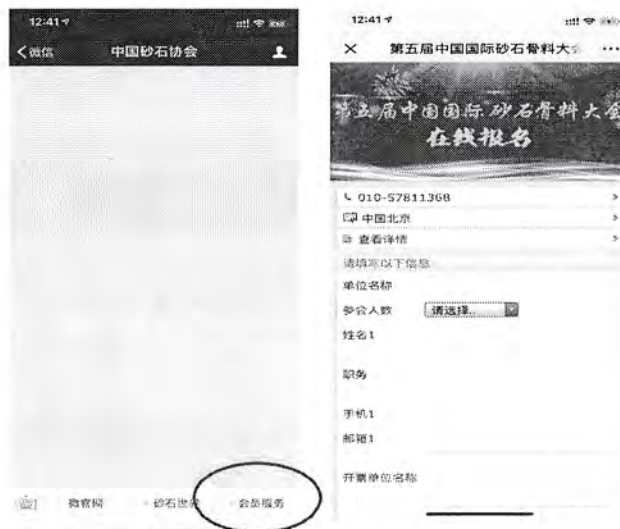 12:41
微信
中国砂石协会
微官网
砂石世界
会员服务
12:41
第五届中国国际砂石骨料大
第五届中国国际砂石骨料大会
在线报名
010-57811368
中国北京
查看详情
请填写以下信息
单位名称
参会人数 请选择..
姓名1
职务
手机1
邮箱1
开票单位名称